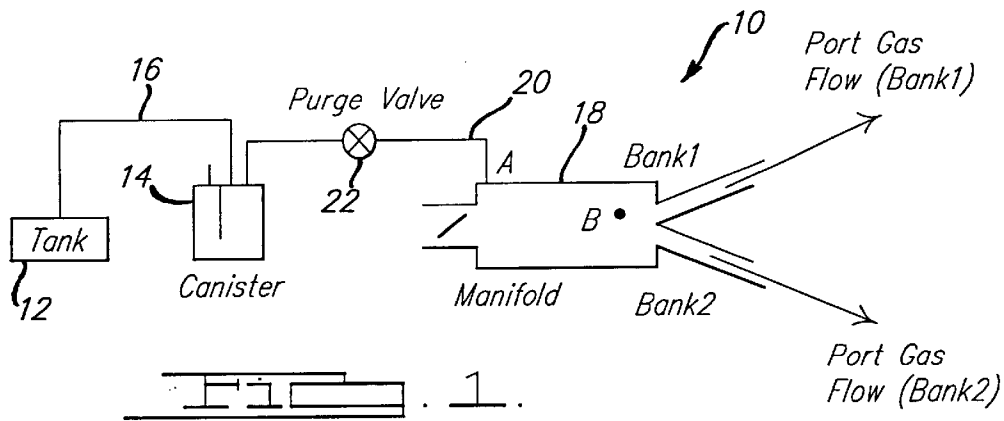 10
Port Gas
Flow (Bank1)
16
Purge Valve
20
18
A
Bank1
14
22
B
Tank
12
Canister
Manifold
Bank2
Port Gas
Flow (Bank2)
FIG. 1.